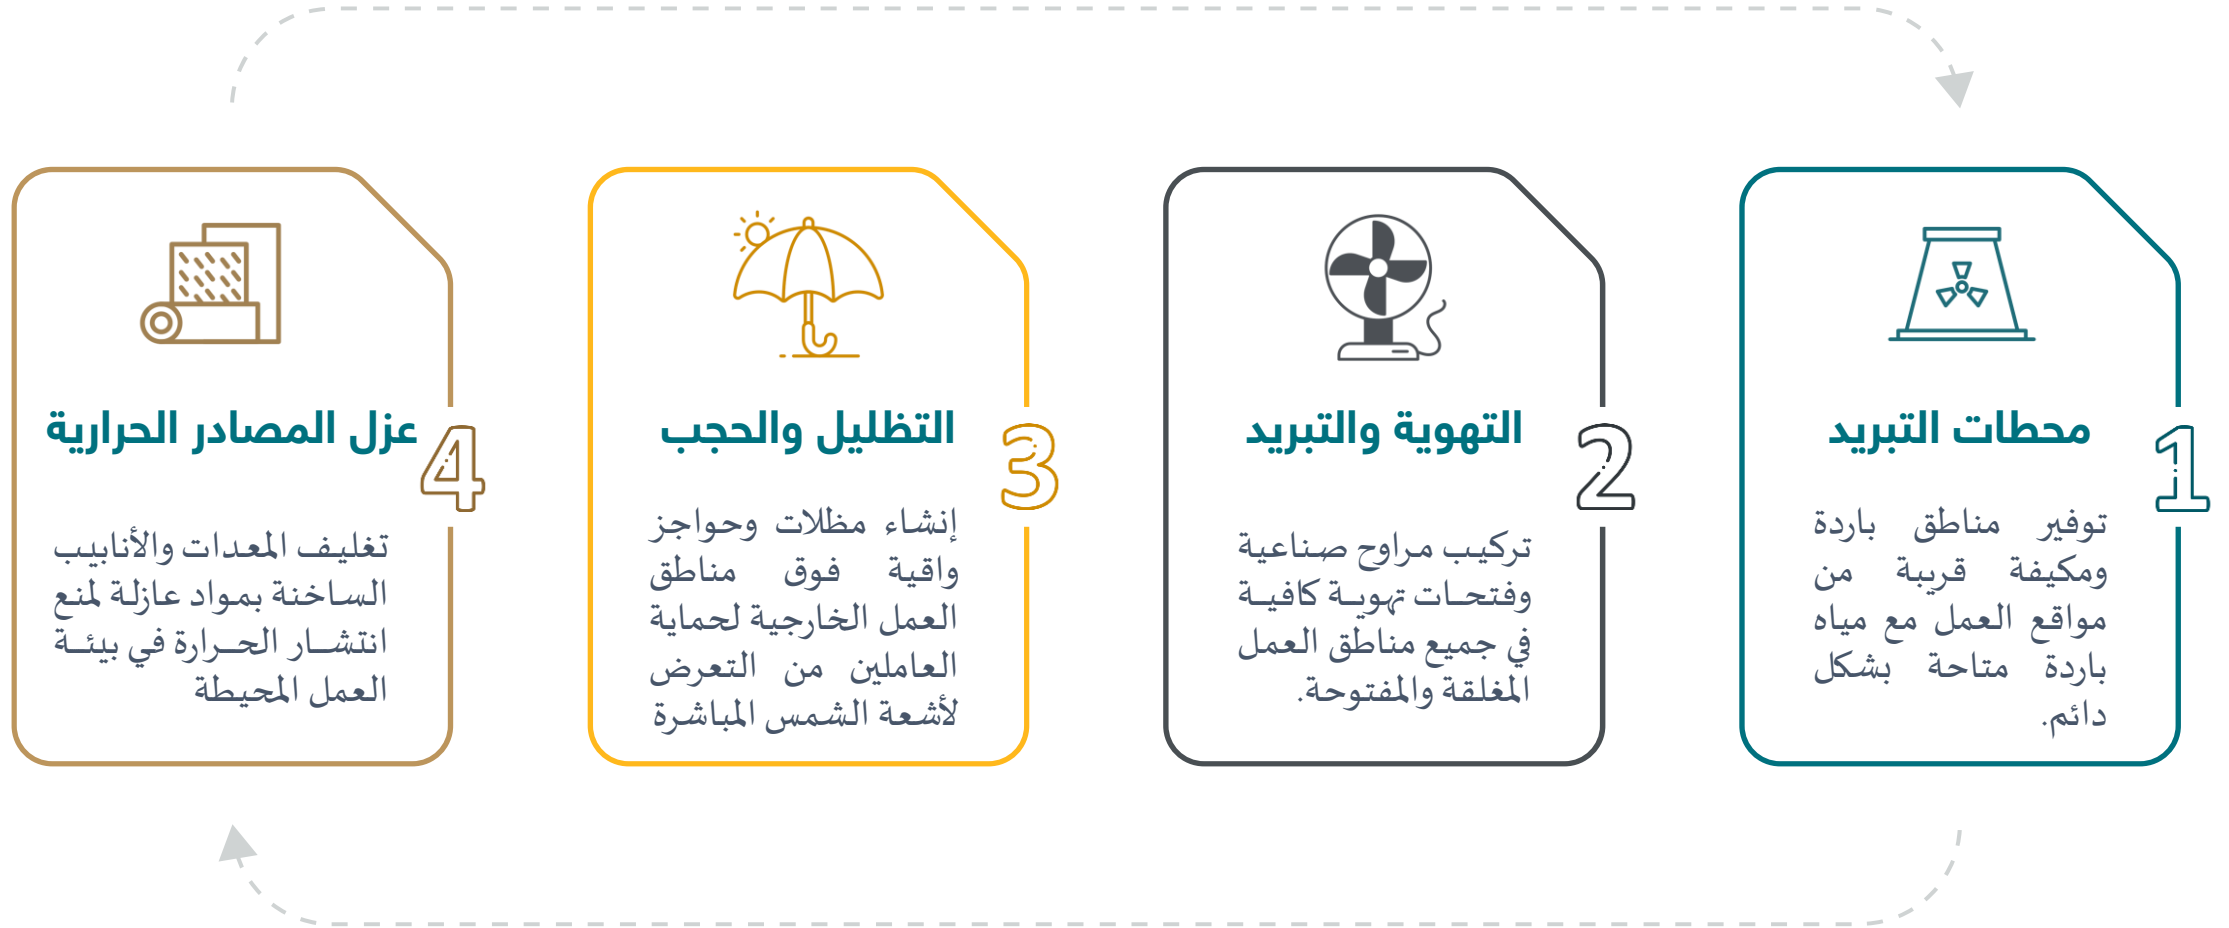 محطات التبريد
1
توفير مناطق باردة
ومكيفة قريبة من
مواقع العمل مع مياه
باردة متاحة بشكل
دائم.
التهوية والتبريد
2
تركيب مراوح صناعية
وفتحات تهوية كافية
في جميع مناطق العمل
المغلقة والمفتوحة.
التظليل والحجب
3
إنشاء مظلات وحواجز
واقية فوق مناطق
العمل الخارجية لحماية
العاملين من التعرض
لأشعة الشمس المباشرة
عزل المصادر الحرارية
4
تغليف المعدات والأنابيب
الساخنة بمواد عازلة لمنع
انتشار الحرارة في بيئة
العمل المحيطة